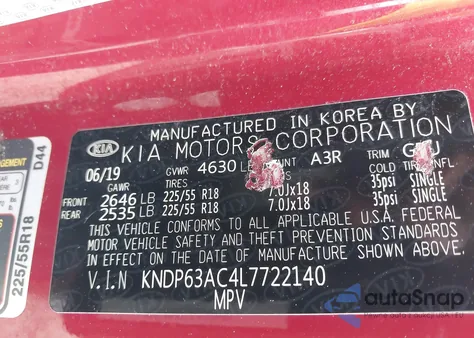 MANUFACTURED IN KOREA BY
KIA KIA MOTORS CORPORATION
06/19 GVWR 4630 LB A3R TRIM
GAWR TIRES COLD TIRE INFL
FRONT 2646 LB 225/55 R18 35psi SINGLE
REAR 2535 LB 225/55 R18 7.0Jx18 35psi SINGLE
THIS VEHICLE CONFORMS TO ALL APPLICABLE U.S.A. FEDERAL
MOTOR VEHICLE SAFETY AND THEFT PREVENTION STANDARDS
IN EFFECT ON THE DATE OF MANUFACTURE SHOWN ABOVE.
V.I.N KNDP63AC4L7722140
MPV
D44
225/55R18
autoSnap